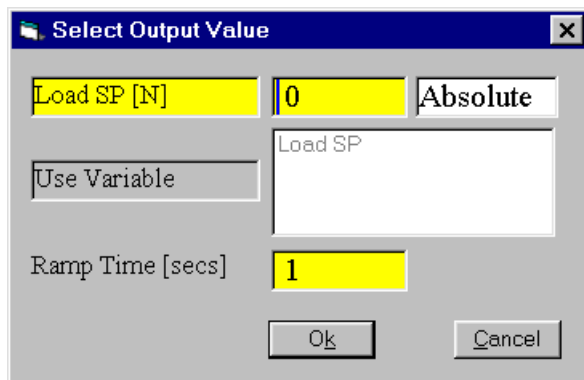 Select Output Value
Load SP [N] 0 Absolute
Load SP
Use Variable
Ramp Time [secs] 1
Ok Cancel